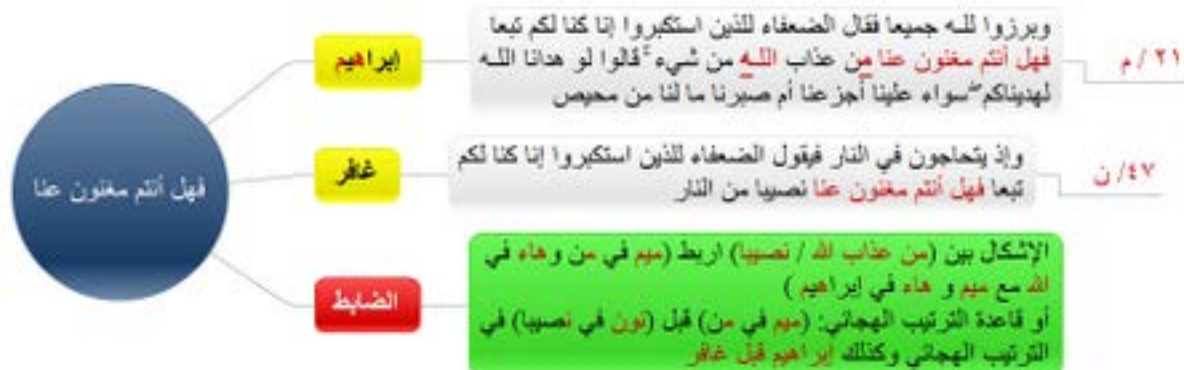 فهل أنتم مغنون عنا
إبراهيم
وبرزوا لله جميعا فقال الضعفاء للذين استكبروا إنا كنا لكم تبعا
فهل أنتم مغنون عنا من عذاب الله من شيء ۚ قالوا لو هدانا الله
لهديناكم ۖ سواء علينا أجزعنا أم صبرنا ما لنا من محيص
٢١ / م
غافر
وإذ يتحاجون في النار فيقول الضعفاء للذين استكبروا إنا كنا لكم
تبعا فهل أنتم مغنون عنا نصيبا من النار
٤٧/ ن
الضابط
الإشكال بين (من عذاب الله / نصيبا) اربط (ميم في من وهاء في
الله مع ميم و هاء في إبراهيم )
أو قاعدة الترتيب الهجائي: (ميم في من) قبل (نون في نصيبا) في
الترتيب الهجائي وكذلك إبراهيم قبل غافر